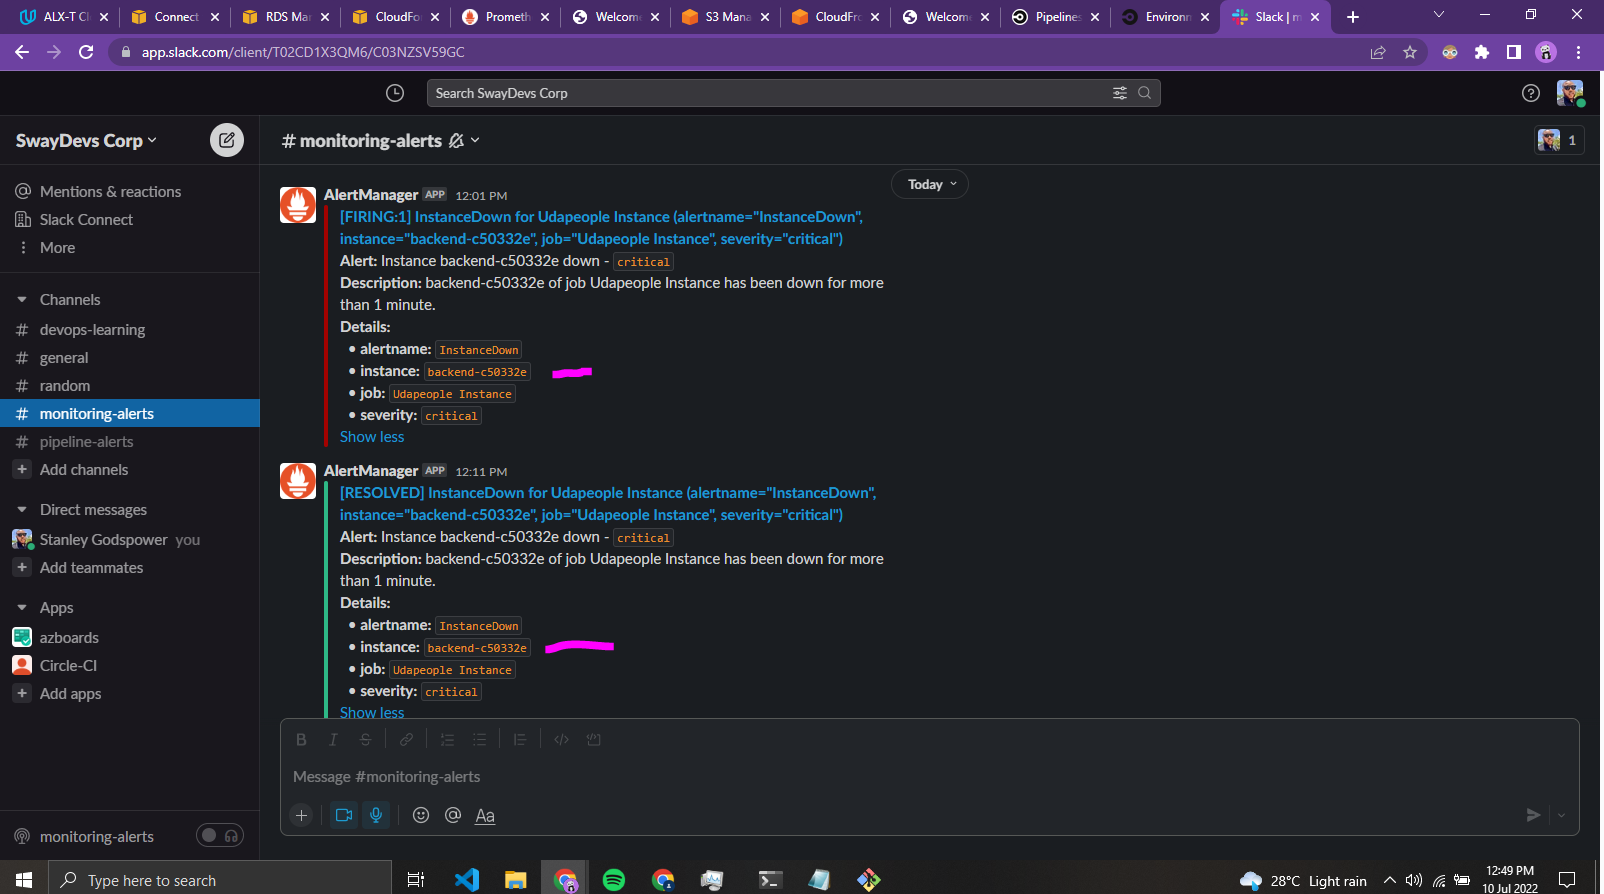 ALX-T Cl
Connect
RDS Mar
CloudFor
Prometh
Welcome
S3 Mana
CloudFro
Welcome
Pipelines
Environm
Slack | m
app.slack.com/client/T02CD1X3QM6/C03NZSV59GC
Search SwayDevs Corp
SwayDevs Corp
# monitoring-alerts
1
Mentions & reactions
Slack Connect
More
Channels
# devops-learning
# general
# random
# monitoring-alerts
# pipeline-alerts
Add channels
Direct messages
Stanley Godspower you
Add teammates
Apps
azboards
Circle-CI
Add apps
monitoring-alerts
Today
AlertManager APP 12:01 PM
[FIRING:1] InstanceDown for Udapeople Instance (alertname="InstanceDown",
instance="backend-c50332e", job="Udapeople Instance", severity="critical")
Alert: Instance backend-c50332e down - critical
Description: backend-c50332e of job Udapeople Instance has been down for more
than 1 minute.
Details:
• alertname: InstanceDown
• instance: backend-c50332e
• job: Udapeople Instance
• severity: critical
Show less
AlertManager APP 12:11 PM
[RESOLVED] InstanceDown for Udapeople Instance (alertname="InstanceDown",
instance="backend-c50332e", job="Udapeople Instance", severity="critical")
Alert: Instance backend-c50332e down - critical
Description: backend-c50332e of job Udapeople Instance has been down for more
than 1 minute.
Details:
• alertname: InstanceDown
• instance: backend-c50332e
• job: Udapeople Instance
• severity: critical
Show less
Message #monitoring-alerts
Aa
Type here to search
28°C Light rain
12:49 PM
10 Jul 2022